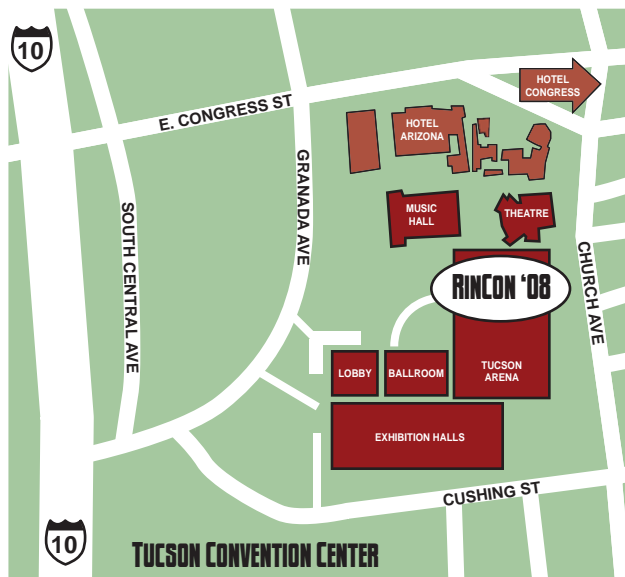 10
HOTEL
CONGRESS
E. CONGRESS ST
HOTEL
ARIZONA
GRANADA AVE
SOUTH CENTRAL AVE
MUSIC
HALL
THEATRE
CHURCH AVE
RINCON ‘08
LOBBY
BALLROOM
TUCSON
ARENA
EXHIBITION HALLS
CUSHING ST
10
TUCSON CONVENTION CENTER